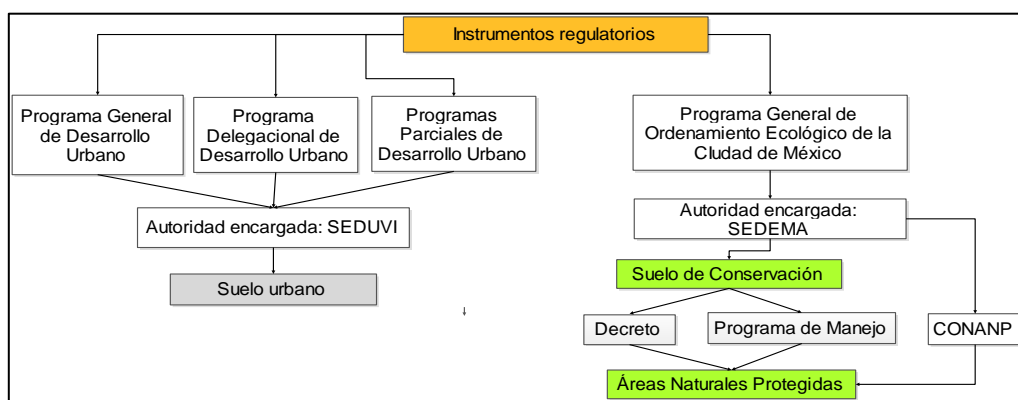 Instrumentos regulatorios
Programa General
de Desarrollo
Urbano
Programa
Delegacional de
Desarrollo Urbano
Programas
Parciales de
Desarrollo Urbano
Programa General de
Ordenamiento Ecológico de la
CIudad de México
Autoridad encargada: SEDUVI
Autoridad encargada:
SEDEMA
Suelo urbano
Suelo de Conservación
Decreto
Programa de Manejo
CONANP
Áreas Naturales Protegidas